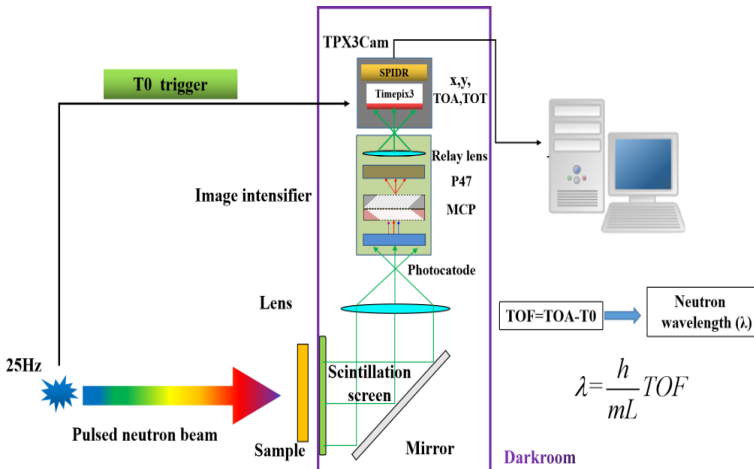 TPX3Cam
SPIDR
Timepix3
x,y,
TOA,TOT
T0 trigger
Relay lens
P47
Image intensifier
MCP
Photocatode
Lens
TOF=TOA-T0
Neutron
wavelength (λ)
25Hz
Scintillation
screen
λ= h/mL TOF
Pulsed neutron beam
Sample
Mirror
Darkroom